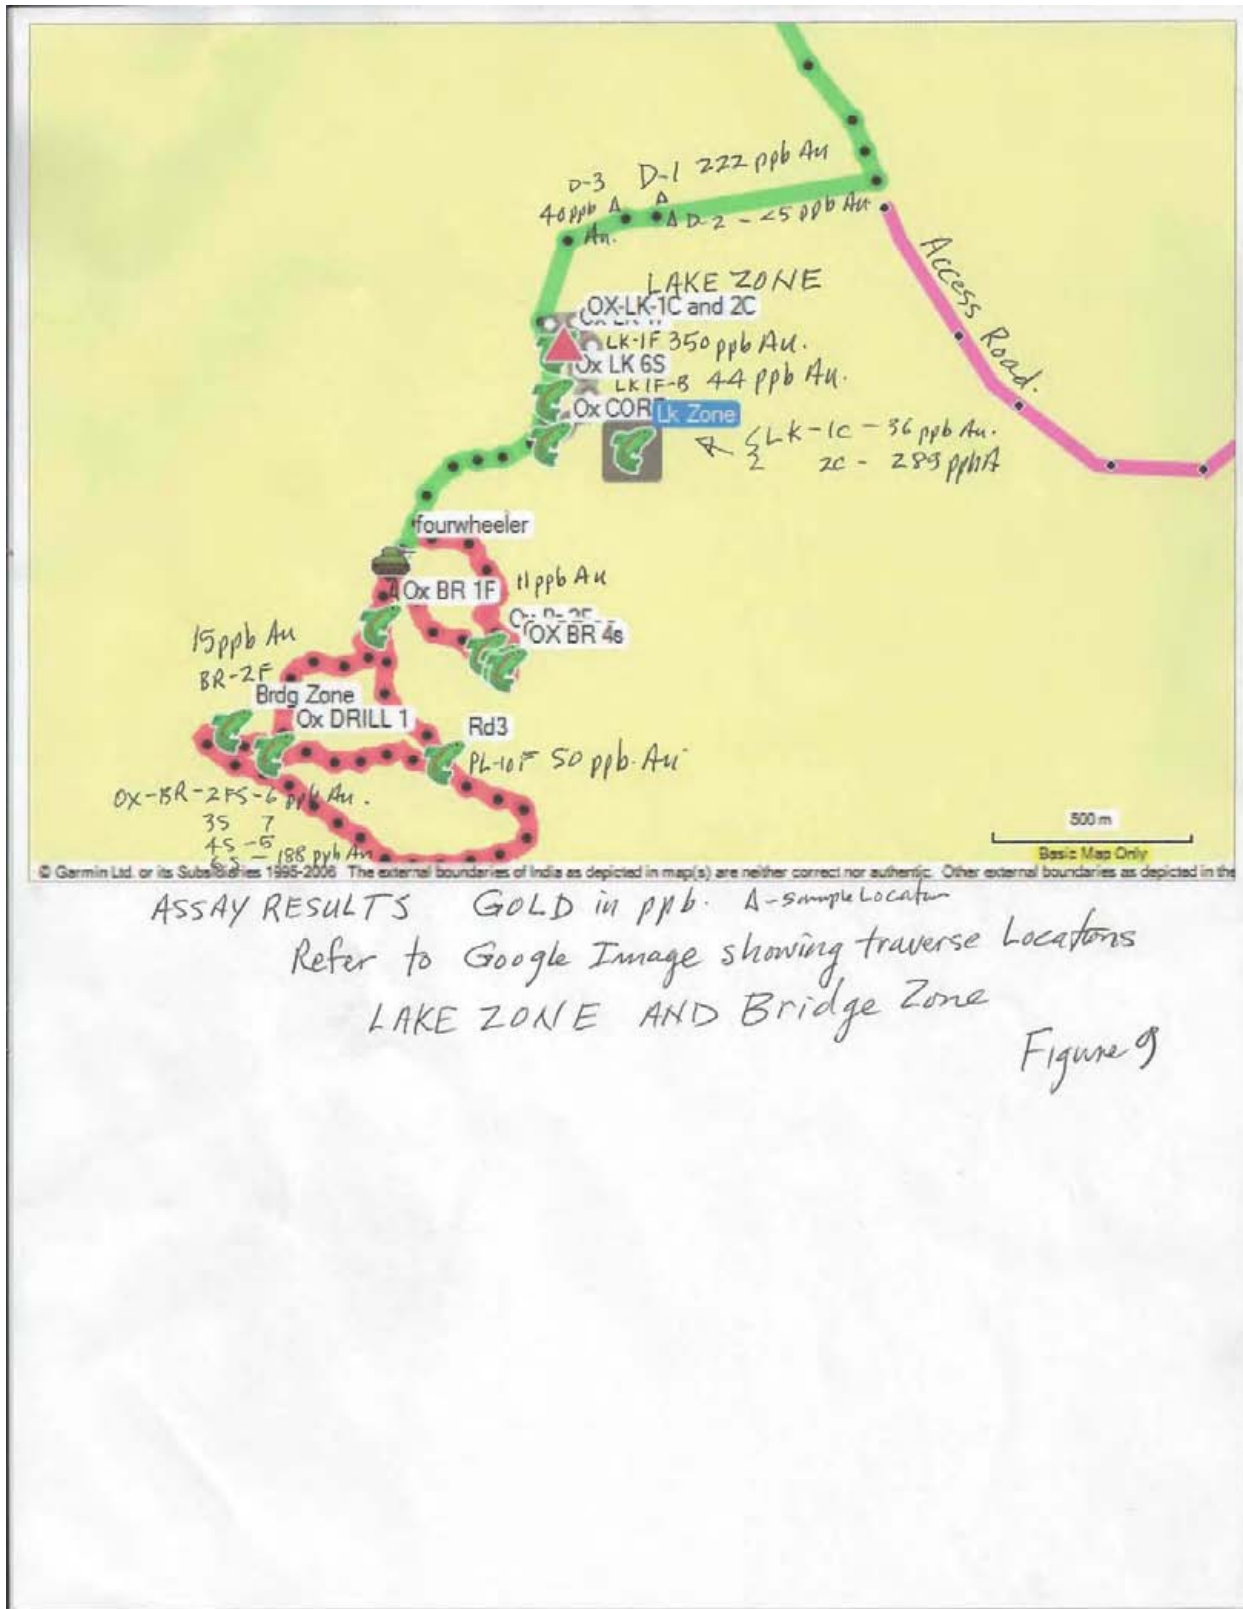 D-3 D-1 222 ppb Au
40 ppb Δ Δ
Au. Δ D-2 - <5 ppb Au
Access Road.
LAKE ZONE
OX-LK-1C and 2C
LK-1F 350 ppb Au.
Ox LK 6S
LK1F-B 44 ppb Au.
Ox COR
Lk Zone
LK-1C - 36 ppb Au.
2C - 289 ppb A
fourwheeler
Ox BR 1F
11 ppb Au
OX BR 4s
15 ppb Au
BR-2F
Brdg Zone
Ox DRILL 1
Rd3
PL-10F 50 ppb Au
OX-BR-2FS-6 ppb Au.
3S 7
4S -5
6S - 188 ppb Au
500 m
Basic Map Only
© Garmin Ltd. or its Subsidiaries 1995-2006 The external boundaries of India as depicted in map(s) are neither correct nor authentic. Other external boundaries as depicted in the
ASSAY RESULTS GOLD in ppb. Δ-Sample Location
Refer to Google Image showing traverse Locations
LAKE ZONE AND Bridge Zone
Figure 9